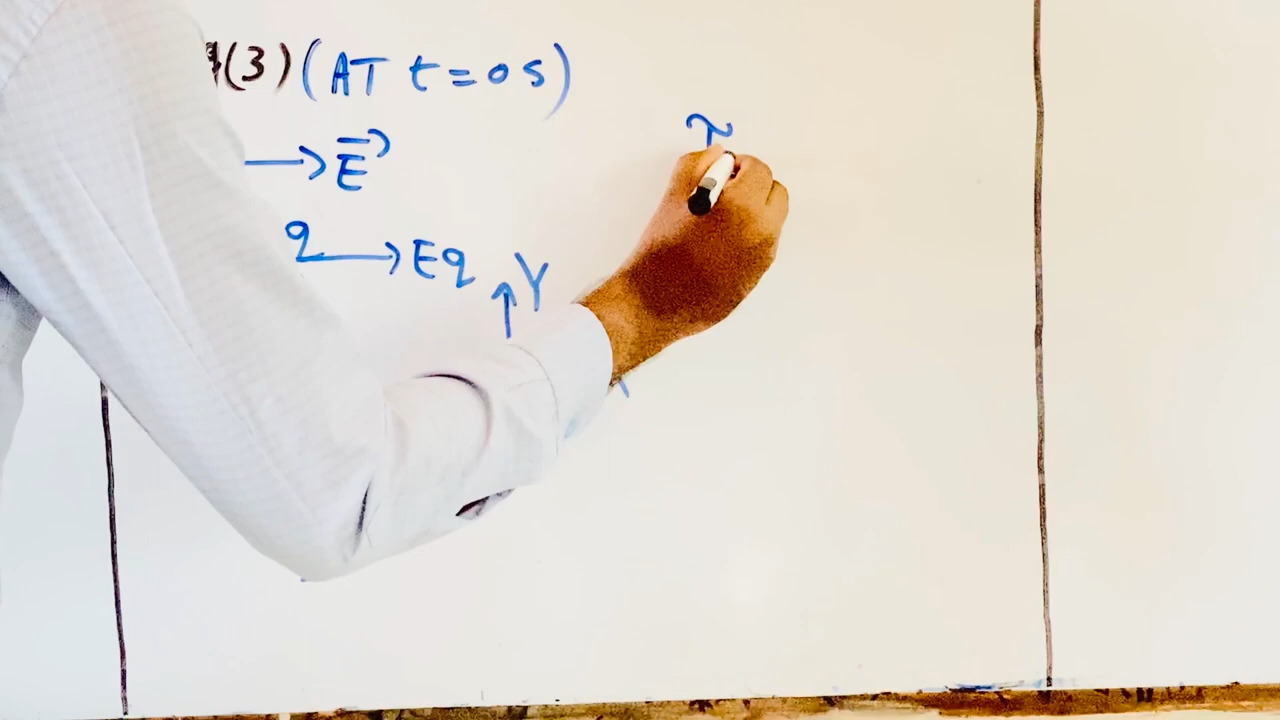 (3) (AT t = 0 S)
→ E→
q → Eq
↑ Y
τ